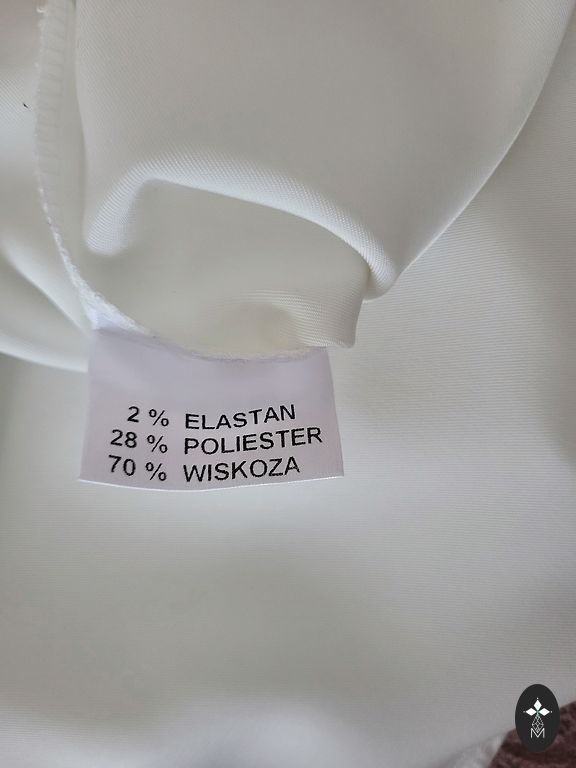 2 % ELASTAN
28 % POLIESTER
70 % WISKOZA
M